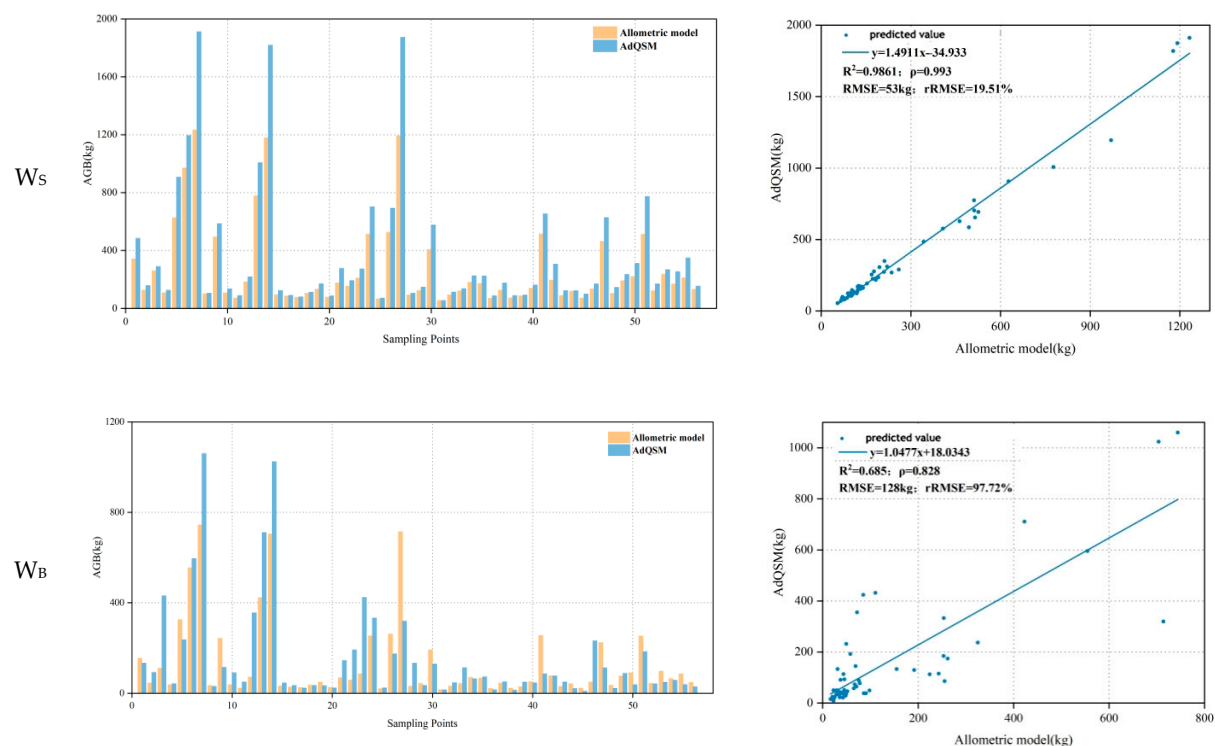 W_S
AGB(kg)
2000
1600
1200
800
400
0
Allometric model
AdQSM
0 10 20 30 40 50
Sampling Points
AdQSM(kg)
2000
1500
1000
500
0
predicted value
y=1.4911x-34.933
R²=0.9861; ρ=0.993
RMSE=53kg; rRMSE=19.51%
0 300 600 900 1200
Allometric model(kg)
W_B
AGB(kg)
1200
800
400
0
Allometric model
AdQSM
0 10 20 30 40 50
Sampling Points
AdQSM(kg)
1000
800
600
400
200
0
predicted value
y=1.0477x+18.0343
R²=0.685; ρ=0.828
RMSE=128kg; rRMSE=97.72%
0 200 400 600 800
Allometric model(kg)